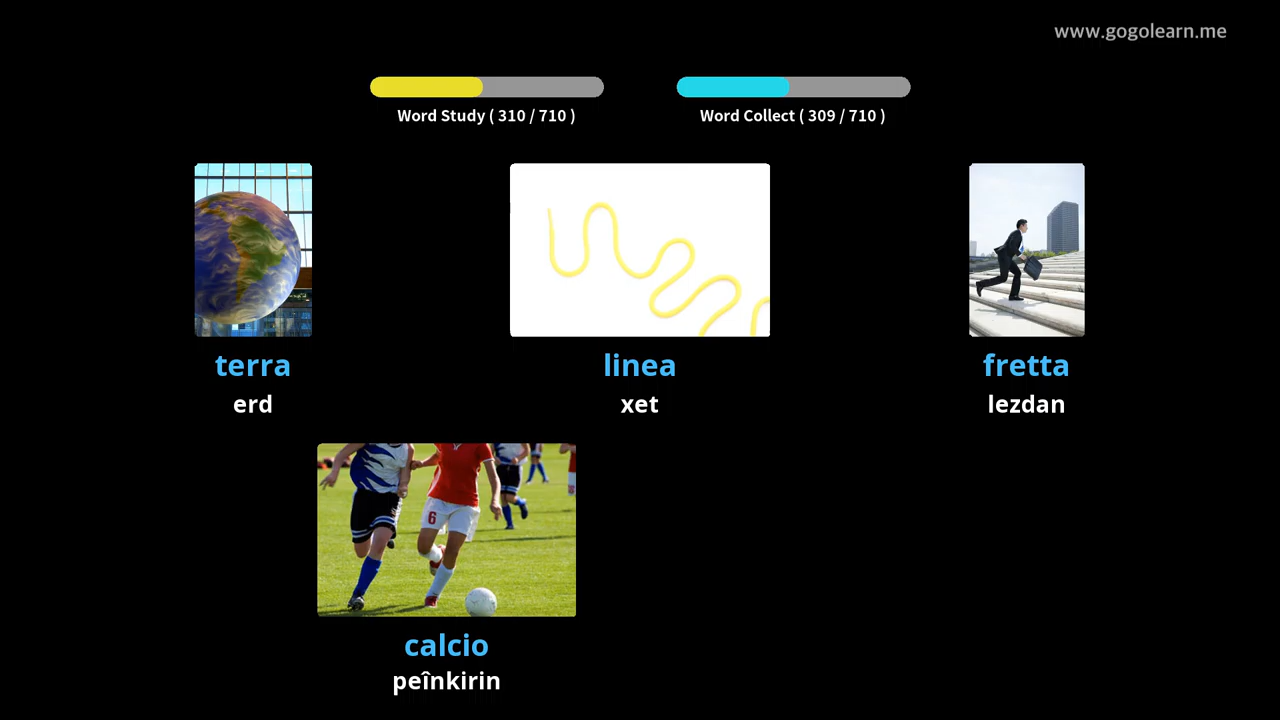 www.gogolearn.me
Word Study ( 310 / 710 )
Word Collect ( 309 / 710 )
terra
linea
fretta
erd
xet
lezdan
6
calcio
peînkirin